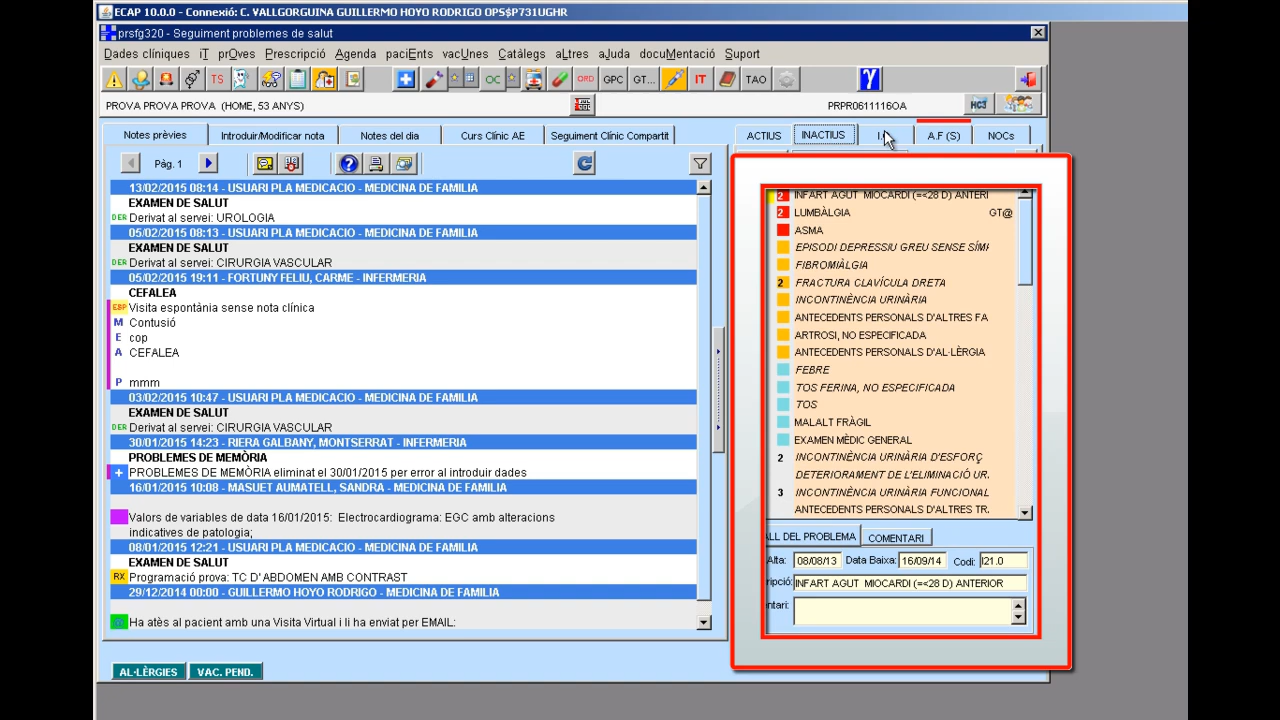 ECAP 10.0.0 - Connexió: C. VALLGORGUINA GUILLERMO HOYO RODRIGO OPS$P731UGHR
prsfg320 - Seguiment problemes de salut
Dades clíniques iT prOves Prescripció Agenda paciEnts vacUnes Catàlegs aLtres aJuda docuMentació Suport
TS OC ORD GPC GT... IT TAO γ
PROVA PROVA PROVA (HOME, 53 ANYS) PRPR0611116OA HC3
Notes prèvies Introduir/Modificar nota Notes del dia Curs Clínic AE Seguiment Clínic Compartit
ACTIUS INACTIUS A.F (S) NOCs
Pàg. 1
13/02/2015 08:14 - USUARI PLA MEDICACIO - MEDICINA DE FAMILIA
EXAMEN DE SALUT
DER Derivat al servei: UROLOGIA
05/02/2015 08:13 - USUARI PLA MEDICACIO - MEDICINA DE FAMILIA
EXAMEN DE SALUT
DER Derivat al servei: CIRURGIA VASCULAR
05/02/2015 19:11 - FORTUNY FELIU, CARME - INFERMERIA
CEFALEA
ESP Visita espontània sense nota clínica
M Contusió
E cop
A CEFALEA
P mmm
03/02/2015 10:47 - USUARI PLA MEDICACIO - MEDICINA DE FAMILIA
EXAMEN DE SALUT
DER Derivat al servei: CIRURGIA VASCULAR
30/01/2015 14:23 - RIERA GALBANY, MONTSERRAT - INFERMERIA
PROBLEMES DE MEMÒRIA
+ PROBLEMES DE MEMÒRIA eliminat el 30/01/2015 per error al introduir dades
16/01/2015 10:08 - MASUET AUMATELL, SANDRA - MEDICINA DE FAMILIA
Valors de variables de data 16/01/2015: Electrocardiograma: EGC amb alteracions
indicatives de patologia;
08/01/2015 12:21 - USUARI PLA MEDICACIO - MEDICINA DE FAMILIA
EXAMEN DE SALUT
RX Programació prova: TC D'ABDOMEN AMB CONTRAST
29/12/2014 00:00 - GUILLERMO HOYO RODRIGO - MEDICINA DE FAMILIA
Ha atès al pacient amb una Visita Virtual i li ha enviat per EMAIL:
2 INFART AGUT MIOCARDI (=<28 D) ANTERI
2 LUMBÀLGIA GT@
ASMA
EPISODI DEPRESSIU GREU SENSE SÍMI
FIBROMIÀLGIA
2 FRACTURA CLAVÍCULA DRETA
INCONTINÈNCIA URINÀRIA
ANTECEDENTS PERSONALS D'ALTRES FA
ARTROSI, NO ESPECIFICADA
ANTECEDENTS PERSONALS D'AL·LÈRGIA
FEBRE
TOS FERINA, NO ESPECIFICADA
TOS
MALALT FRÀGIL
EXAMEN MÈDIC GENERAL
2 INCONTINÈNCIA URINÀRIA D'ESFORÇ
DETERIORAMENT DE L'ELIMINACIÓ UR.
3 INCONTINÈNCIA URINÀRIA FUNCIONAL
ANTECEDENTS PERSONALS D'ALTRES TR.
ALL DEL PROBLEMA COMENTARI
Alta: 08/08/13 Data Baixa: 16/09/14 Codi: I21.0
ripció: INFART AGUT MIOCARDI (=<28 D) ANTERIOR
ntari:
AL·LÈRGIES VAC. PEND.